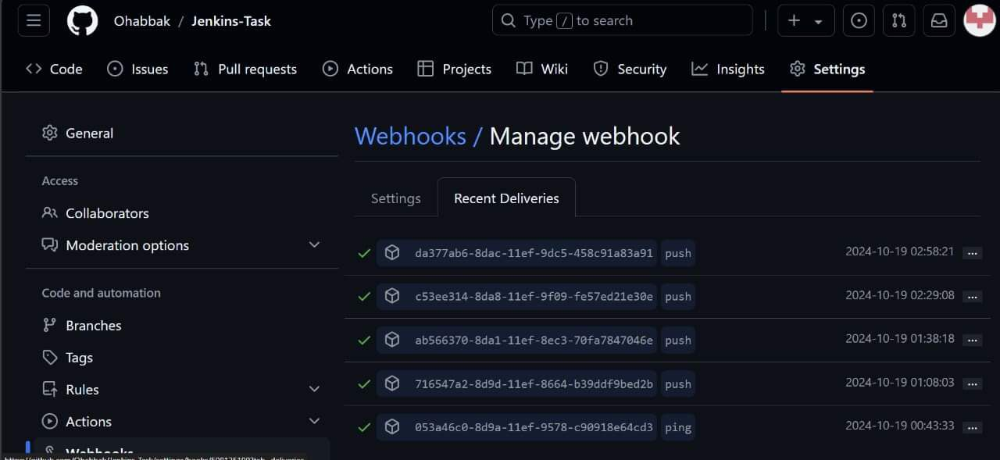 Ohabbak / Jenkins-Task
Type / to search
Code Issues Pull requests Actions Projects Wiki Security Insights Settings
General
Access
Collaborators
Moderation options
Code and automation
Branches
Tags
Rules
Actions
Webhooks
Webhooks / Manage webhook
Settings Recent Deliveries
da377ab6-8dac-11ef-9dc5-458c91a83a91 push 2024-10-19 02:58:21 ...
c53ee314-8da8-11ef-9f09-fe57ed21e30e push 2024-10-19 02:29:08 ...
ab566370-8da1-11ef-8ec3-70fa7847046e push 2024-10-19 01:38:18 ...
716547a2-8d9d-11ef-8664-b39ddf9bed2b push 2024-10-19 01:08:03 ...
053a46c0-8d9a-11ef-9578-c90918e64cd3 ping 2024-10-19 00:43:33 ...